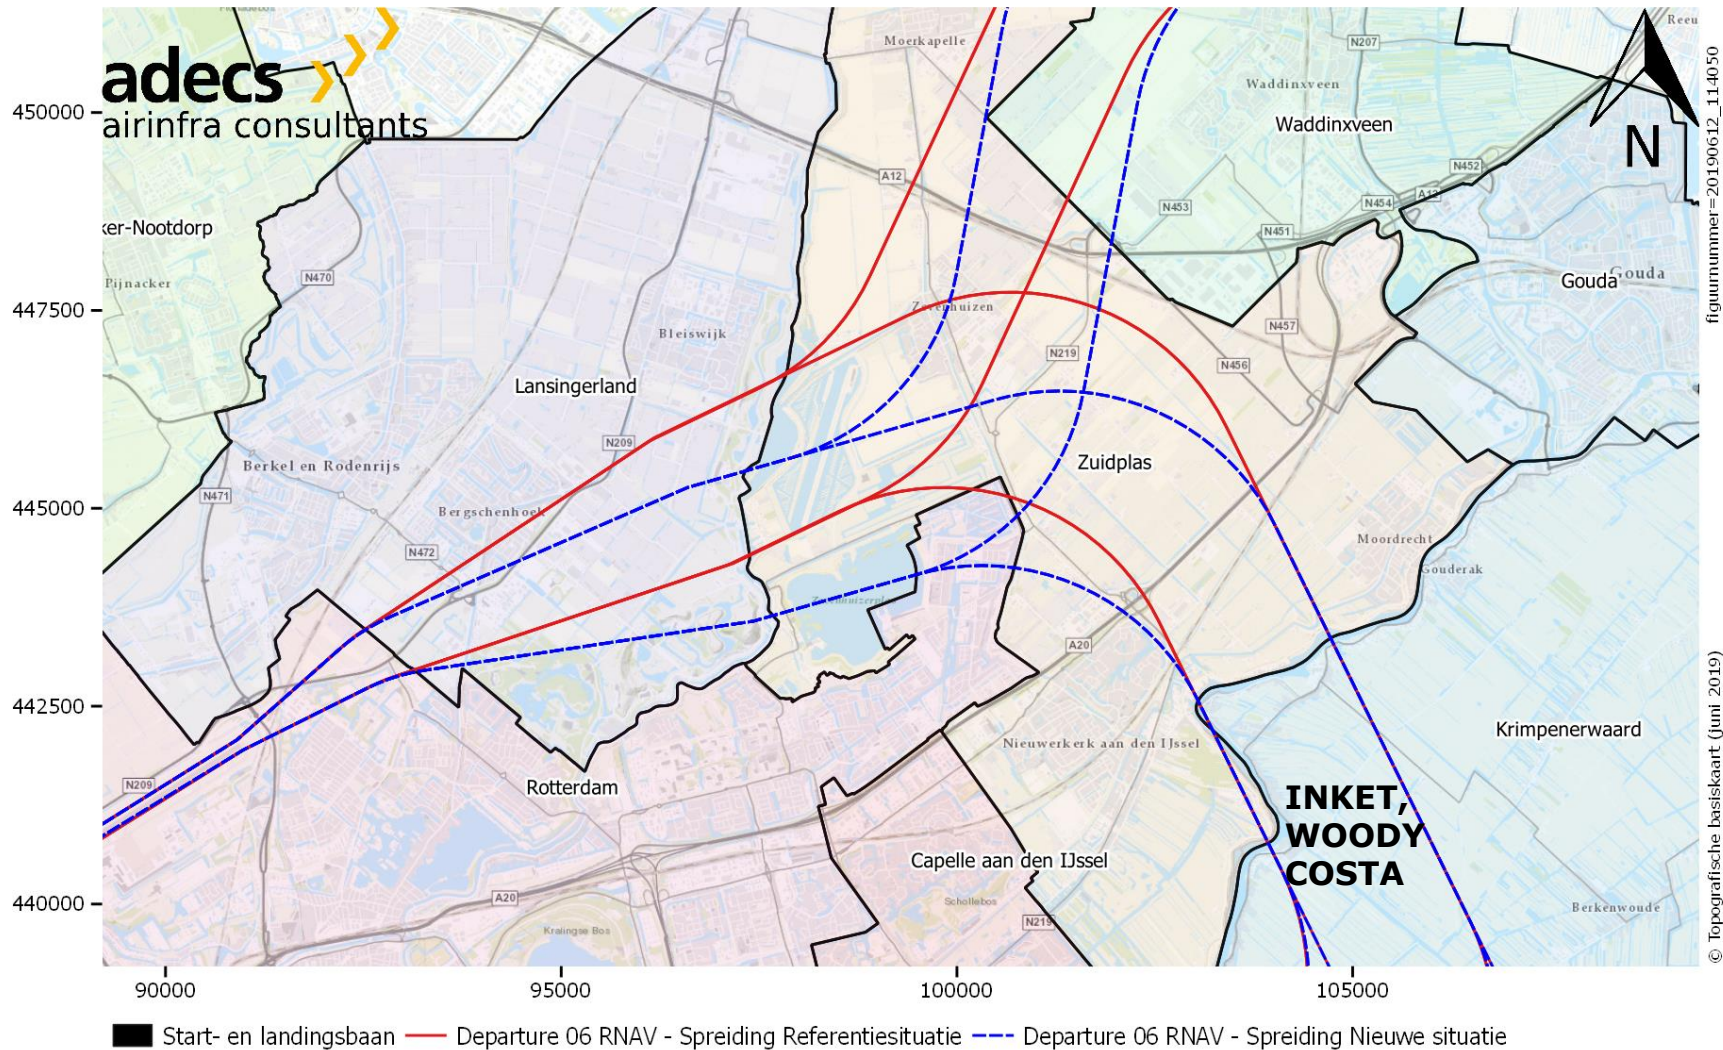 adecs
airinfra consultants
Moerkapelle
N207
Reeu
Waddinxveen
Waddinxveen
450000
A12
N452
A12
N453
N454
N451
N
ker-Nootdorp
Pijnacker
N470
Gouda
Gouda
447500
Zevenhuizen
N457
Bleiswijk
N219
N456
Lansingerland
N209
Berkel en Rodenrijs
Zuidplas
N471
445000
Bergschenhoek
N472
Moordrecht
Gouderak
A20
442500
Nieuwerkerk aan den IJssel
Krimpenerwaard
N209
Rotterdam
INKET,
WOODY
COSTA
Capelle aan den IJssel
A20
Schollebos
440000
Kralingse Bos
N219
Berkenwoude
90000
95000
100000
105000
Start- en landingsbaan
Departure 06 RNAV - Spreiding Referentiesituatie
Departure 06 RNAV - Spreiding Nieuwe situatie
figuurnummer=20190612_114050
© Topografische basiskaart (juni 2019)